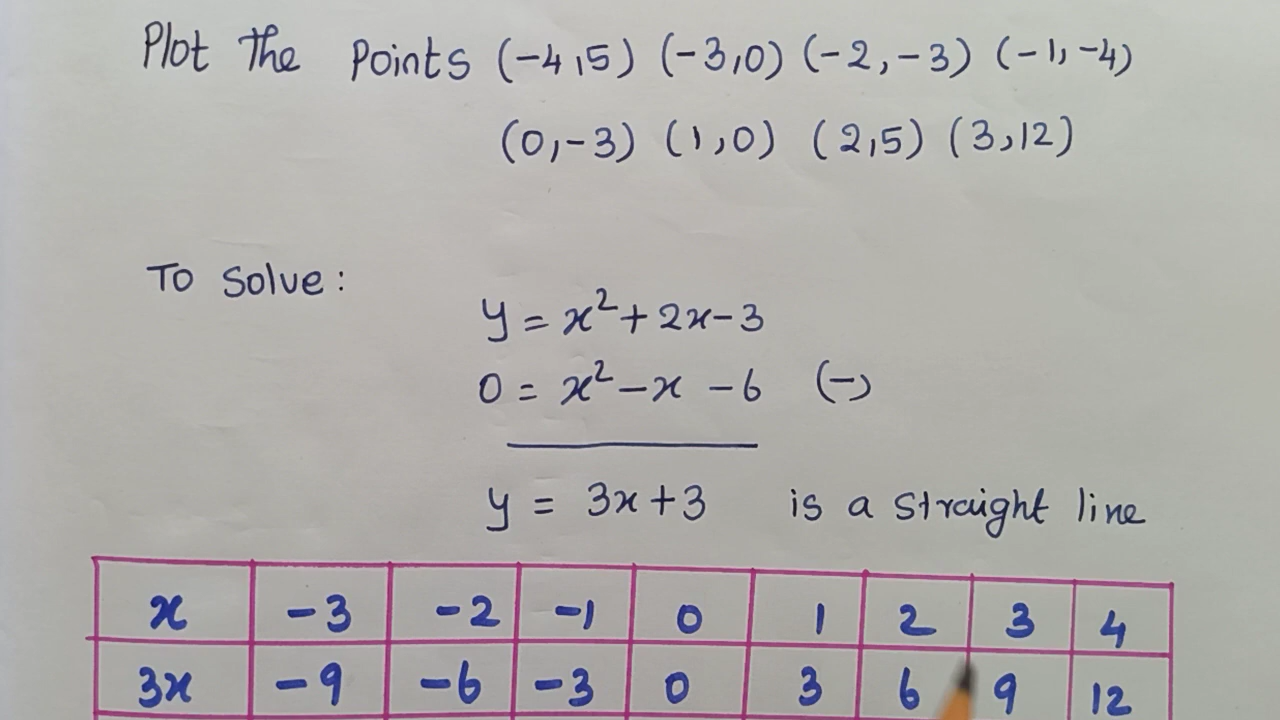 Plot The Points (-4,5) (-3,0) (-2,-3) (-1,-4)
(0,-3) (1,0) (2,5) (3,12)
To Solve:
y = x²+2x-3
0 = x²-x-6 (-)
y = 3x+3 is a Straight line
x -3 -2 -1 0 1 2 3 4
3x -9 -6 -3 0 3 6 9 12